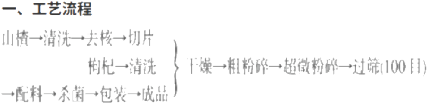 一、工艺流程
山楂→清洗→去核→切片
枸杞→清洗
}干燥→粗粉碎→超微粉碎→过筛(100目)
→配料→杀菌→包装→成品